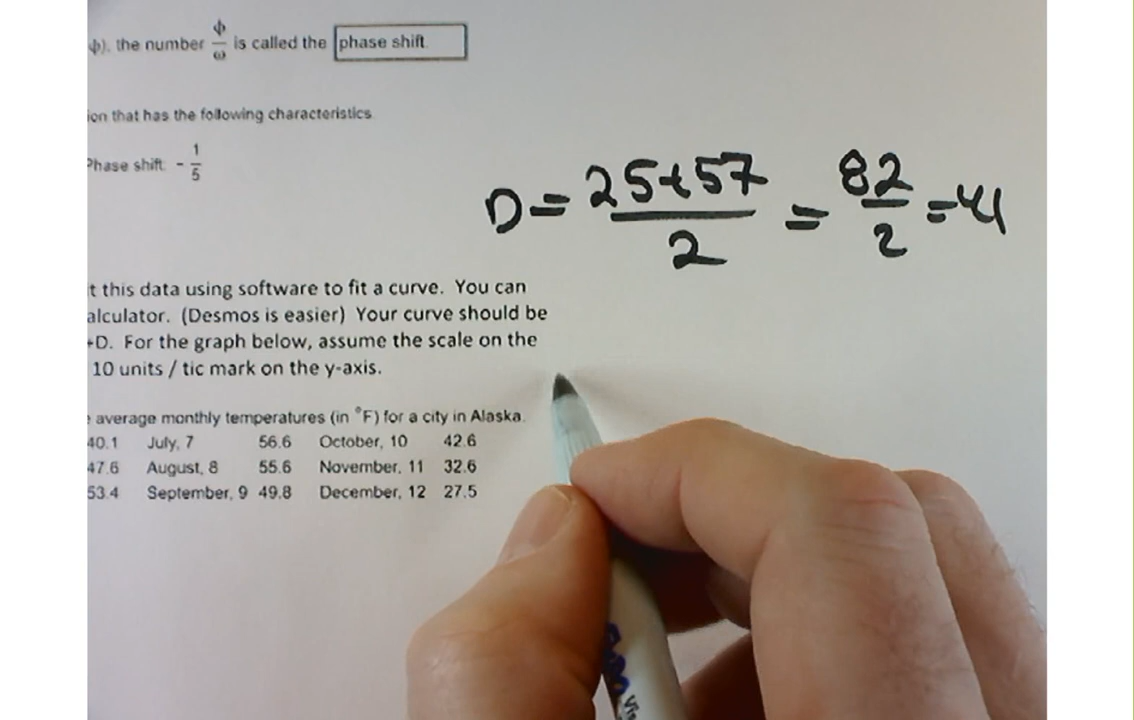 ϕ), the number ϕ/ω is called the phase shift.
ion that has the following characteristics.
Phase shift: - 1/5
D = 25+57/2 = 82/2 = 41
t this data using software to fit a curve. You can
alculator. (Desmos is easier) Your curve should be
+D. For the graph below, assume the scale on the
10 units / tic mark on the y-axis.
average monthly temperatures (in °F) for a city in Alaska.
40.1 July, 7 56.6 October, 10 42.6
47.6 August, 8 55.6 November, 11 32.6
53.4 September, 9 49.8 December, 12 27.5